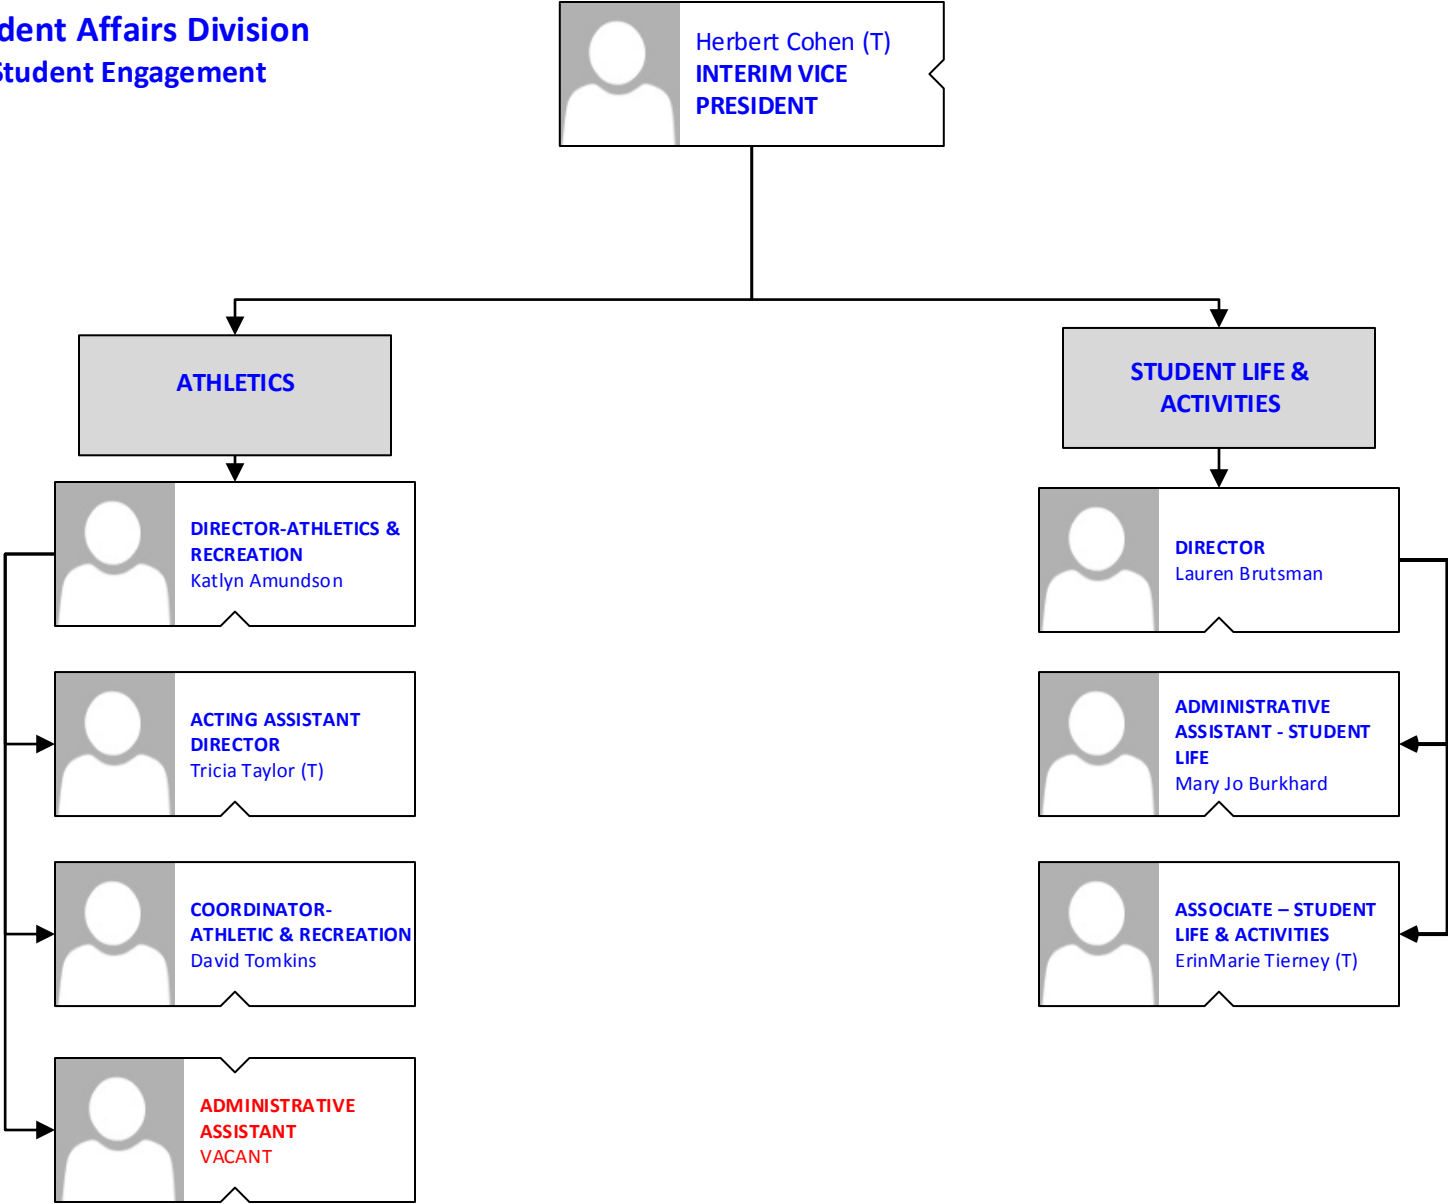 dent Affairs Division
Student Engagement
Herbert Cohen (T)
INTERIM VICE
PRESIDENT
ATHLETICS
STUDENT LIFE &
ACTIVITIES
DIRECTOR-ATHLETICS &
RECREATION
Katlyn Amundson
DIRECTOR
Lauren Brutsman
ACTING ASSISTANT
DIRECTOR
Tricia Taylor (T)
ADMINISTRATIVE
ASSISTANT - STUDENT
LIFE
Mary Jo Burkhard
COORDINATOR-
ATHLETIC & RECREATION
David Tomkins
ASSOCIATE – STUDENT
LIFE & ACTIVITIES
ErinMarie Tierney (T)
ADMINISTRATIVE
ASSISTANT
VACANT